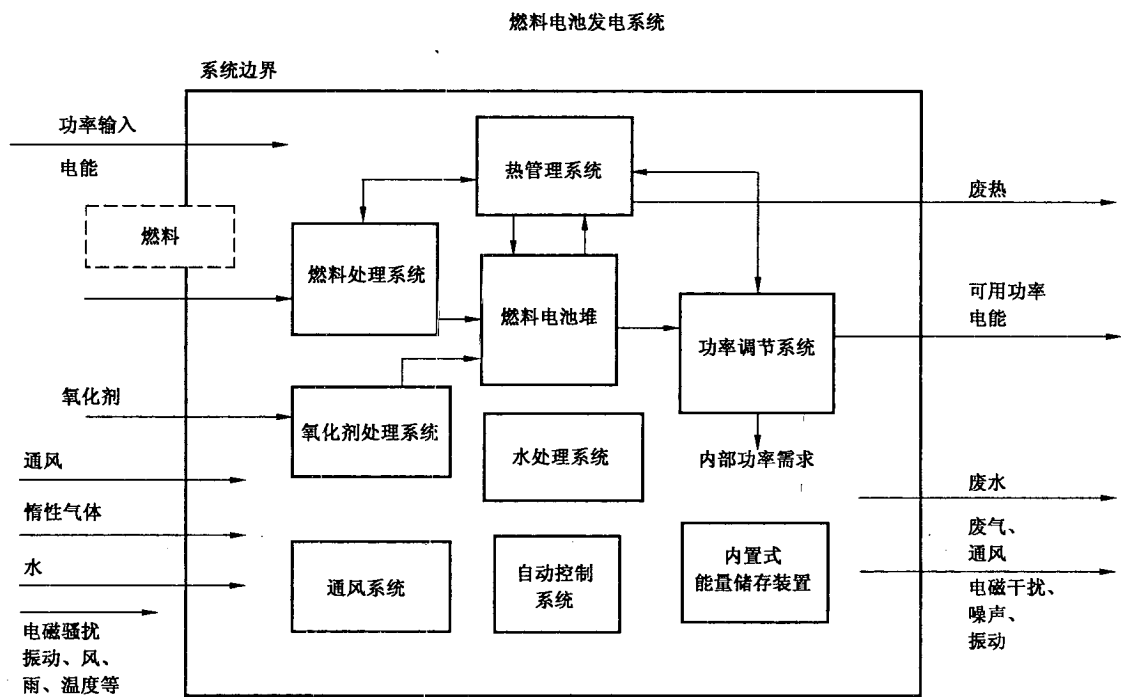 燃料电池发电系统
系统边界
功率输入
电能
热管理系统
废热
燃料
燃料处理系统
燃料电池堆
可用功率
电能
功率调节系统
氧化剂
氧化剂处理系统
水处理系统
内部功率需求
通风
废水
惰性气体
废气、
通风
水
通风系统
自动控制
系统
内置式
能量储存装置
电磁干扰、
噪声、
振动
电磁骚扰
振动、风、
雨、温度等